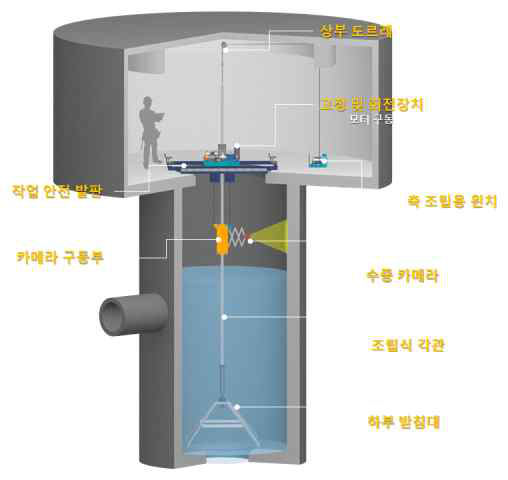 상부 도르레
고정 및 회전장치
모터 구동
작업 안전 발판
축 조립용 윈치
카메라 구동부
수중 카메라
조립식 각관
하부 받침대